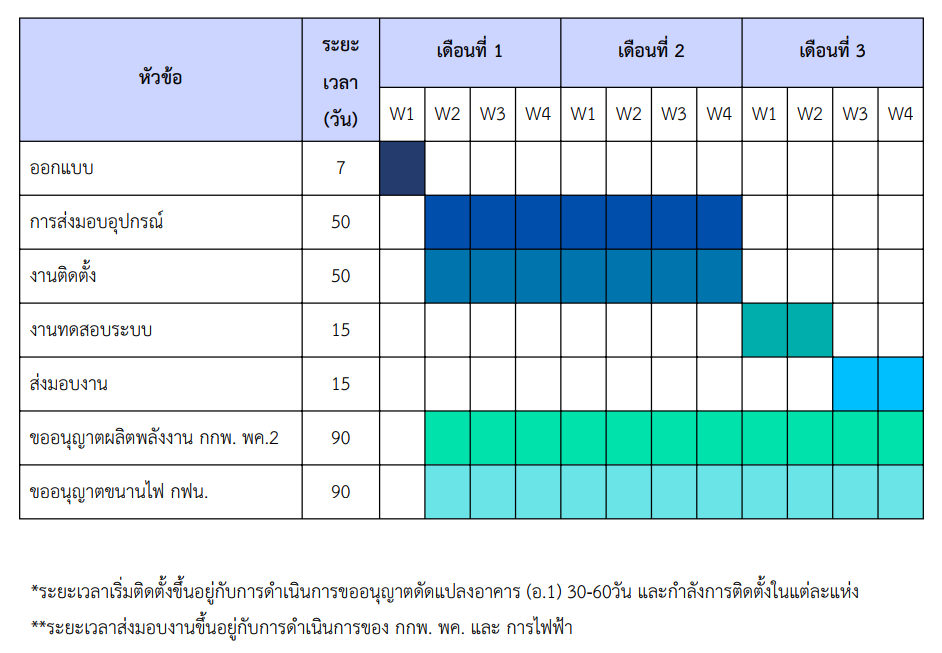 หัวข้อ ระยะเวลา (วัน) เดือนที่ 1 เดือนที่ 2 เดือนที่ 3
W1 W2 W3 W4 W1 W2 W3 W4 W1 W2 W3 W4
ออกแบบ 7
การส่งมอบอุปกรณ์ 50
งานติดตั้ง 50
งานทดสอบระบบ 15
ส่งมอบงาน 15
ขออนุญาตผลิตพลังงาน กกพ. พค.2 90
ขออนุญาตขนานไฟ กฟน. 90
*ระยะเวลาเริ่มติดตั้งขึ้นอยู่กับการดำเนินการขออนุญาตดัดแปลงอาคาร (อ.1) 30-60วัน และกำลังการติดตั้งในแต่ละแห่ง
**ระยะเวลาส่งมอบงานขึ้นอยู่กับการดำเนินการของ กกพ. พค. และ การไฟฟ้า